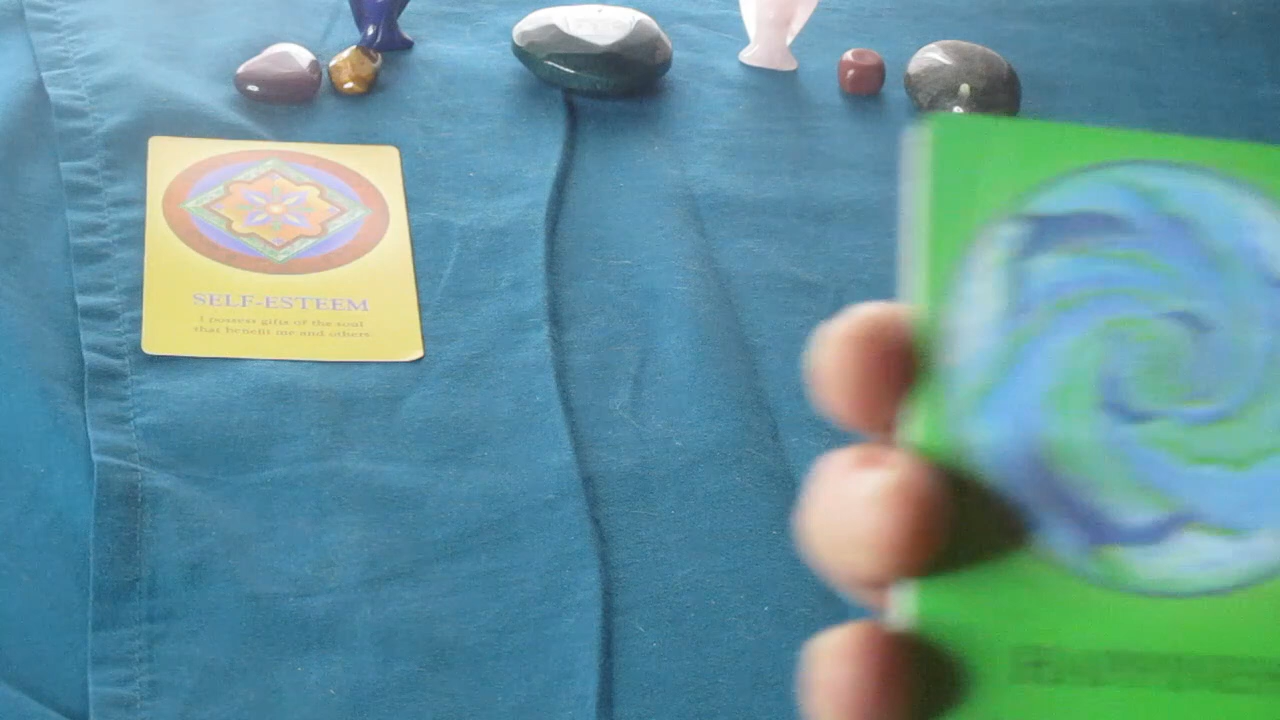 SELF-ESTEEM
I possess gifts of the soul
that benefit me and others.